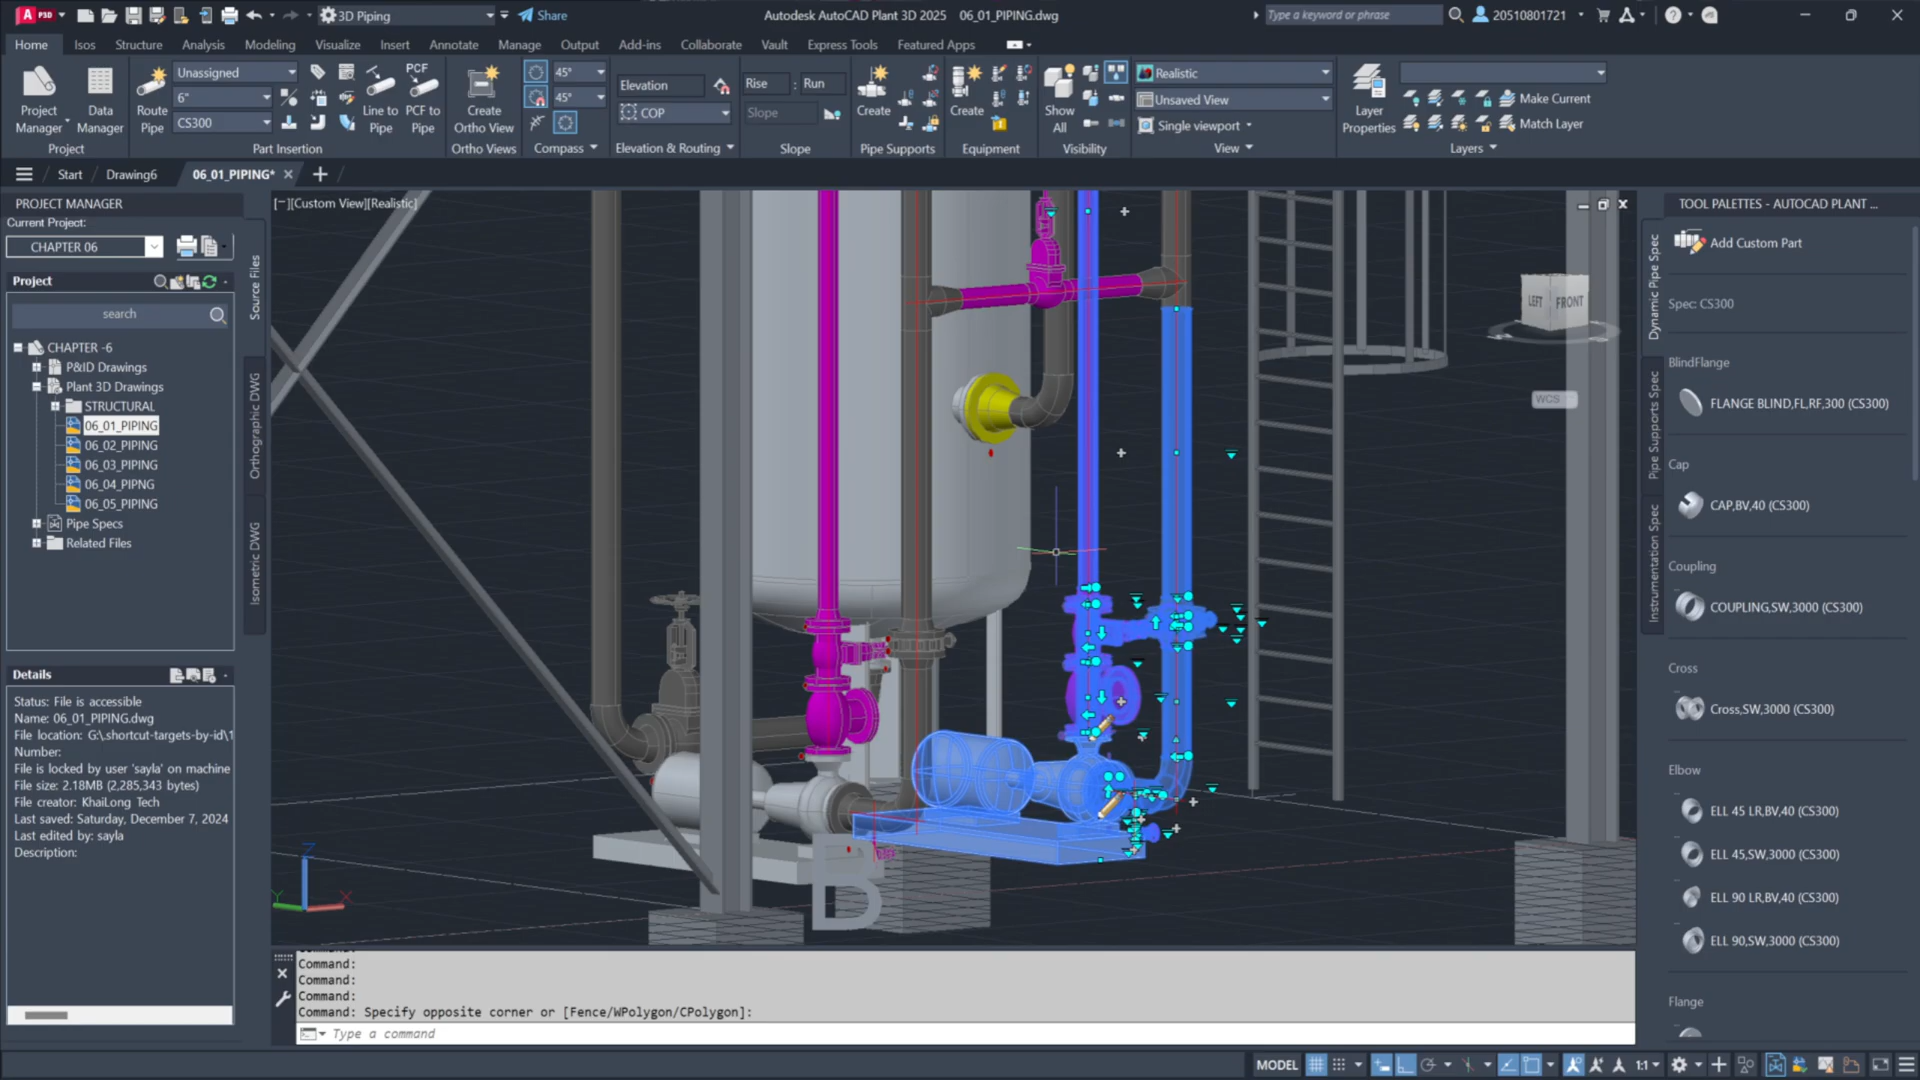 3D Piping
Share
Autodesk AutoCAD Plant 3D 2025 06_01_PIPING.dwg
Type a keyword or phrase
20510801721
Home Isos Structure Analysis Modeling Visualize Insert Annotate Manage Output Add-ins Collaborate Vault Express Tools Featured Apps
Project Manager
Data Manager
Project
Route Pipe
Unassigned
6"
CS300
Line to Pipe
PCF
PCF to Pipe
Part Insertion
Create Ortho View
Ortho Views
45°
45°
Compass
Elevation
COP
Elevation & Routing
Rise : Run
Slope
Slope
Create
Pipe Supports
Create
Equipment
Show All
Visibility
Realistic
Unsaved View
Single viewport
View
Layer Properties
Make Current
Match Layer
Layers
Start Drawing6 06_01_PIPING*
PROJECT MANAGER
Current Project:
CHAPTER 06
Project
search
CHAPTER -6
P&ID Drawings
Plant 3D Drawings
STRUCTURAL
06_01_PIPING
06_02_PIPING
06_03_PIPING
06_04_PIPNG
06_05_PIPING
Pipe Specs
Related Files
Source Files
Orthographic DWG
Isometric DWG
Details
Status: File is accessible
Name: 06_01_PIPING.dwg
File location: G:\.shortcut-targets-by-id\1
Number:
File is locked by user 'sayla' on machine
File size: 2.18MB (2,285,343 bytes)
File creator: KhaiLong Tech
Last saved: Saturday, December 7, 2024
Last edited by: sayla
Description:
[−][Custom View][Realistic]
LEFT FRONT
WCS
B
Z
Y
X
Command:
Command:
Command:
Command: Specify opposite corner or [Fence/WPolygon/CPolygon]:
Type a command
TOOL PALETTES - AUTOCAD PLANT ...
Dynamic Pipe Spec
Pipe Supports Spec
Instrumentation Spec
Add Custom Part
Spec: CS300
BlindFlange
FLANGE BLIND,FL,RF,300 (CS300)
Cap
CAP,BV,40 (CS300)
Coupling
COUPLING,SW,3000 (CS300)
Cross
Cross,SW,3000 (CS300)
Elbow
ELL 45 LR,BV,40 (CS300)
ELL 45,SW,3000 (CS300)
ELL 90 LR,BV,40 (CS300)
ELL 90,SW,3000 (CS300)
Flange
MODEL
1:1